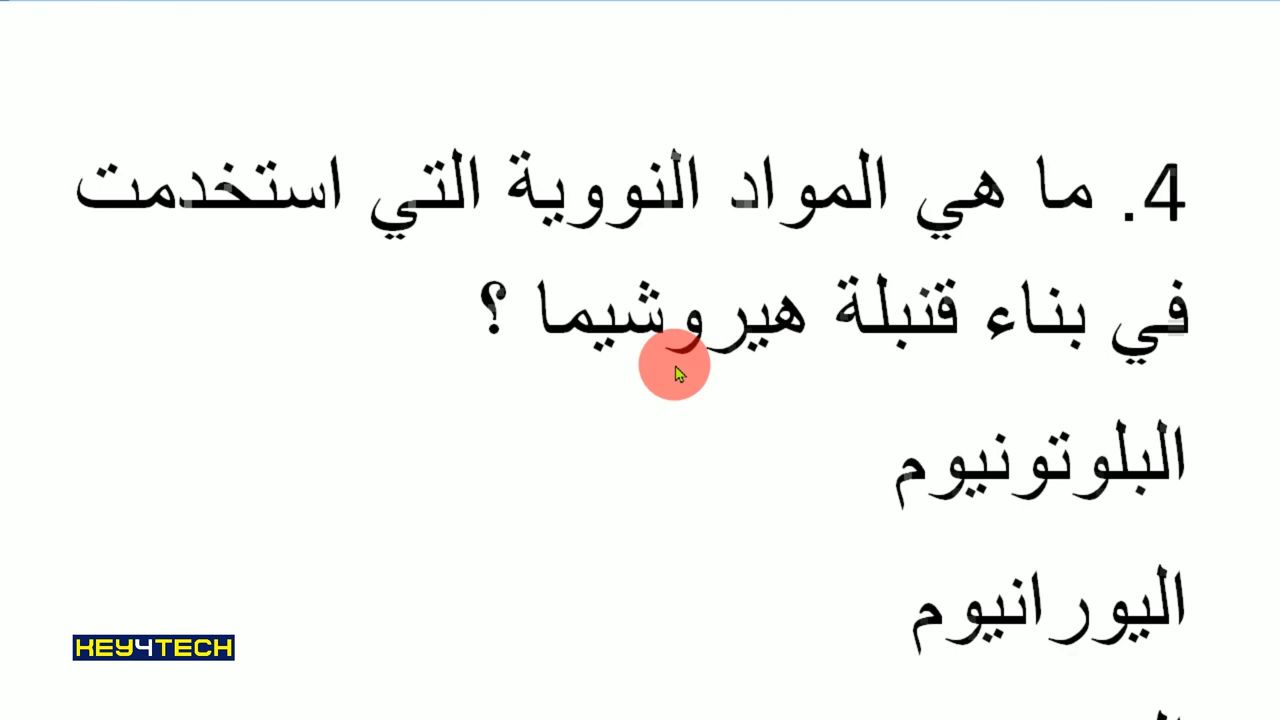 4. ما هي المواد النووية التي استخدمت
في بناء قنبلة هيروشيما ؟
البلوتونيوم
اليورانيوم
KEY4TECH